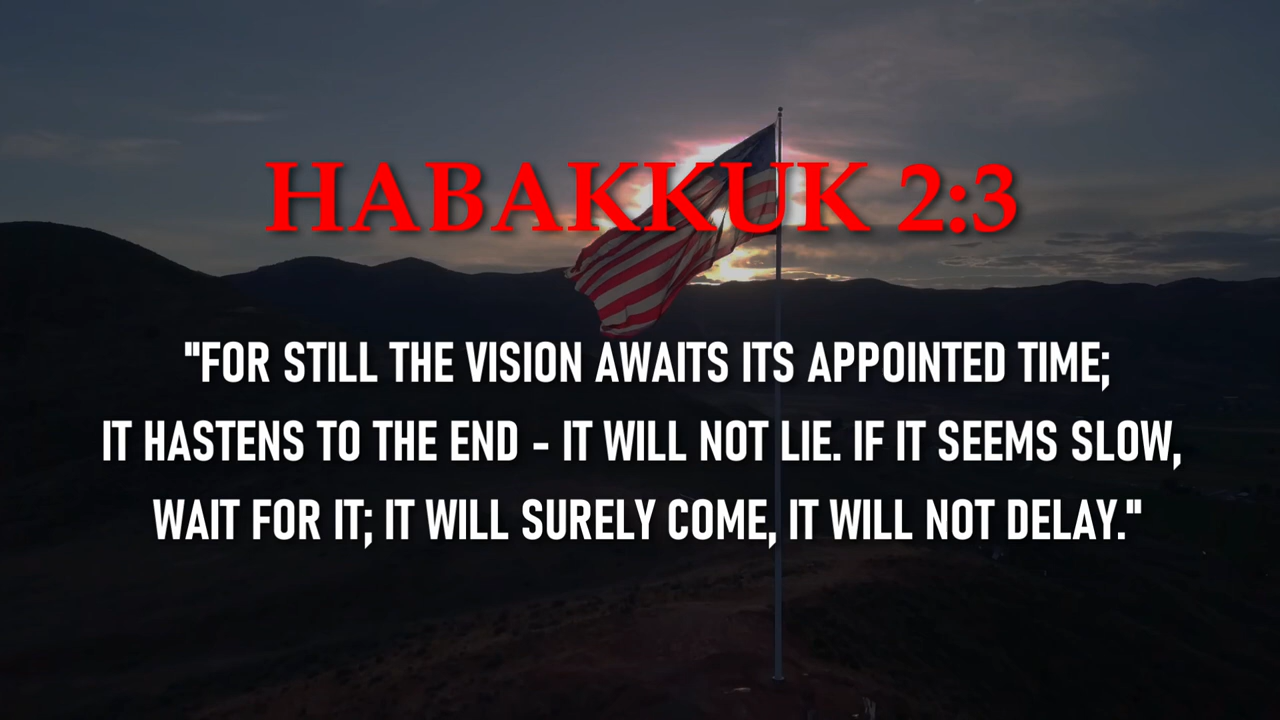 HABAKKUK 2:3
"FOR STILL THE VISION AWAITS ITS APPOINTED TIME;
IT HASTENS TO THE END - IT WILL NOT LIE. IF IT SEEMS SLOW,
WAIT FOR IT; IT WILL SURELY COME, IT WILL NOT DELAY."